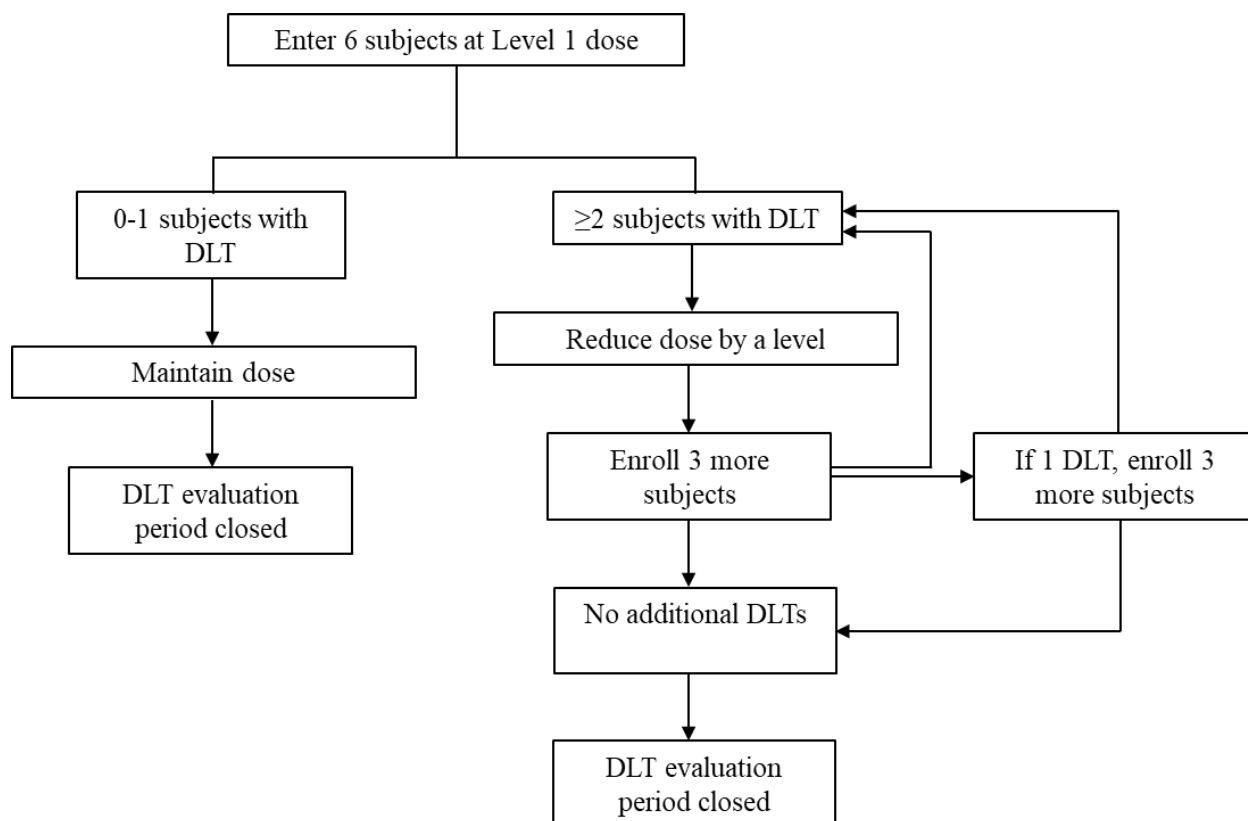 Enter 6 subjects at Level 1 dose
0-1 subjects with
DLT
≥2 subjects with DLT
Maintain dose
Reduce dose by a level
DLT evaluation
period closed
Enroll 3 more
subjects
If 1 DLT, enroll 3
more subjects
No additional DLTs
DLT evaluation
period closed